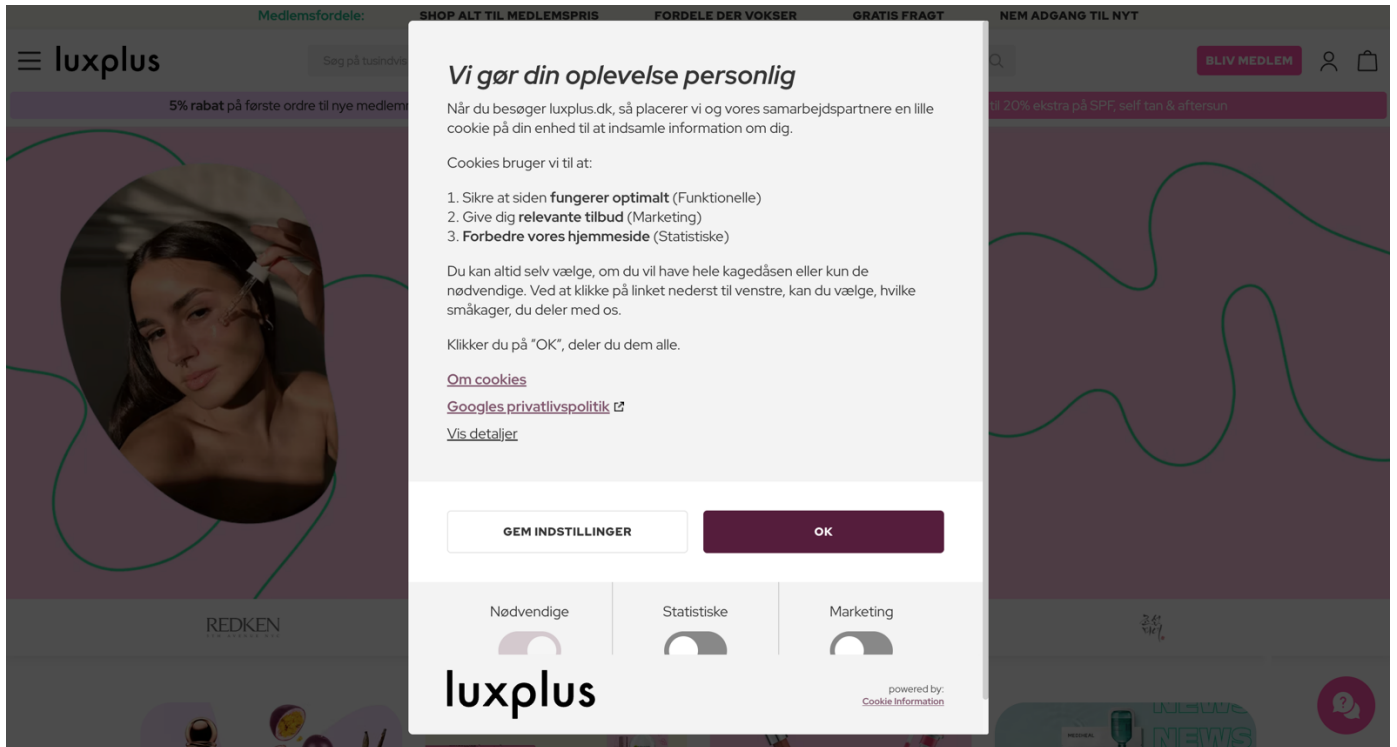 Medlemsfordele: SHOP ALT TIL MEDLEMSPRIS FORDELE DER VOKSER GRATIS FRAGT NEM ADGANG TIL NYT
luxplus
Søg på tusindvis
BLIV MEDLEM
5% rabat på første ordre til nye medlemm
til 20% ekstra på SPF, self tan & aftersun
Vi gør din oplevelse personlig
Når du besøger luxplus.dk, så placerer vi og vores samarbejdspartnere en lille
cookie på din enhed til at indsamle information om dig.
Cookies bruger vi til at:
1. Sikre at siden fungerer optimalt (Funktionelle)
2. Give dig relevante tilbud (Marketing)
3. Forbedre vores hjemmeside (Statistiske)
Du kan altid selv vælge, om du vil have hele kagedåsen eller kun de
nødvendige. Ved at klikke på linket nederst til venstre, kan du vælge, hvilke
småkager, du deler med os.
Klikker du på "OK", deler du dem alle.
Om cookies
Googles privatlivspolitik
Vis detaljer
GEM INDSTILLINGER OK
Nødvendige Statistiske Marketing
REDKEN
luxplus
powered by:
Cookie Information
NEWS
MEDIHEAL
NEWS